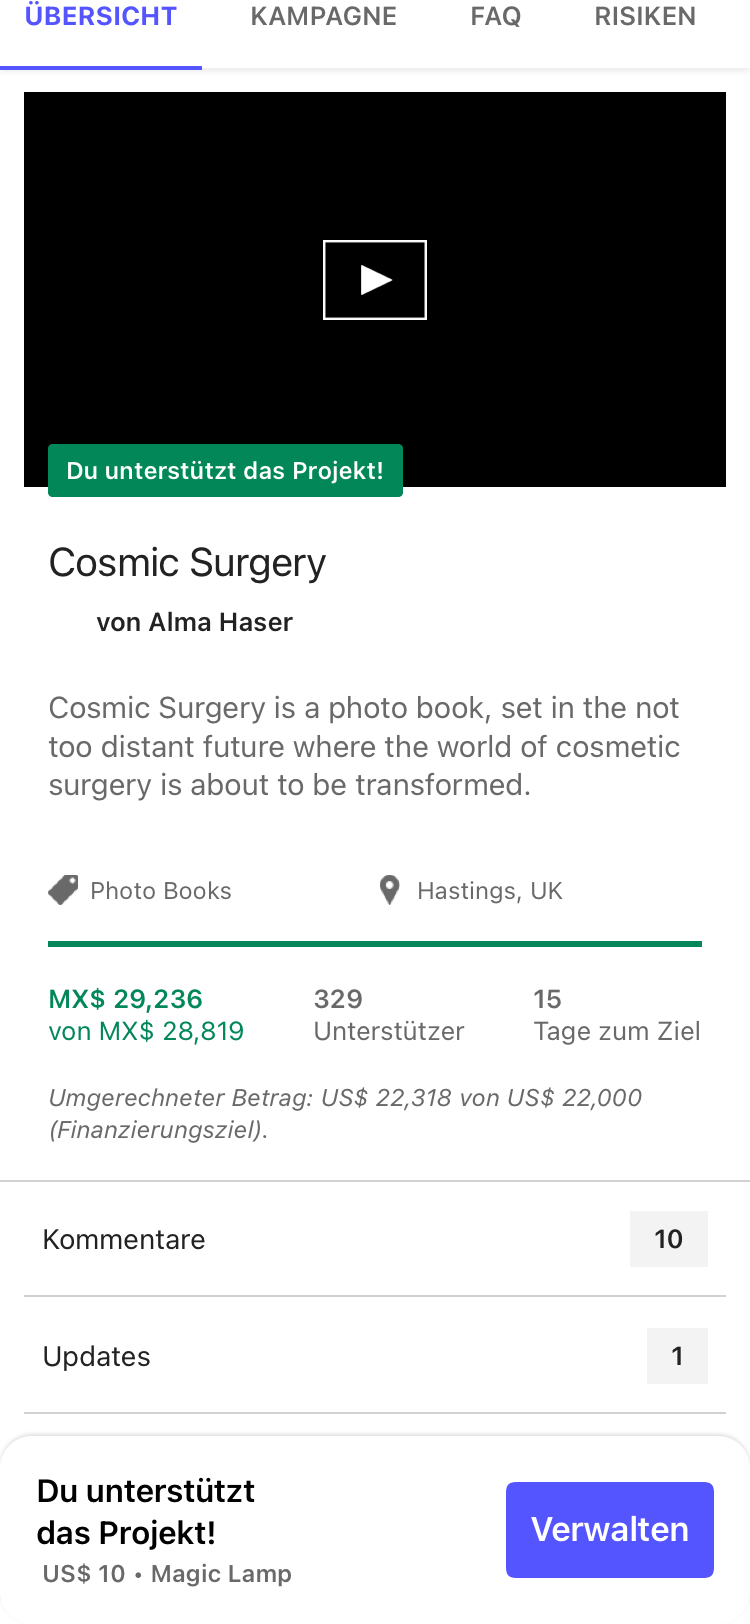 ÜBERSICHT KAMPAGNE FAQ RISIKEN
Du unterstützt das Projekt!
Cosmic Surgery
von Alma Haser
Cosmic Surgery is a photo book, set in the not
too distant future where the world of cosmetic
surgery is about to be transformed.
Photo Books Hastings, UK
MX$ 29,236 329 15
von MX$ 28,819 Unterstützer Tage zum Ziel
Umgerechneter Betrag: US$ 22,318 von US$ 22,000
(Finanzierungsziel).
Kommentare 10
Updates 1
Du unterstützt
das Projekt!
US$ 10 • Magic Lamp
Verwalten